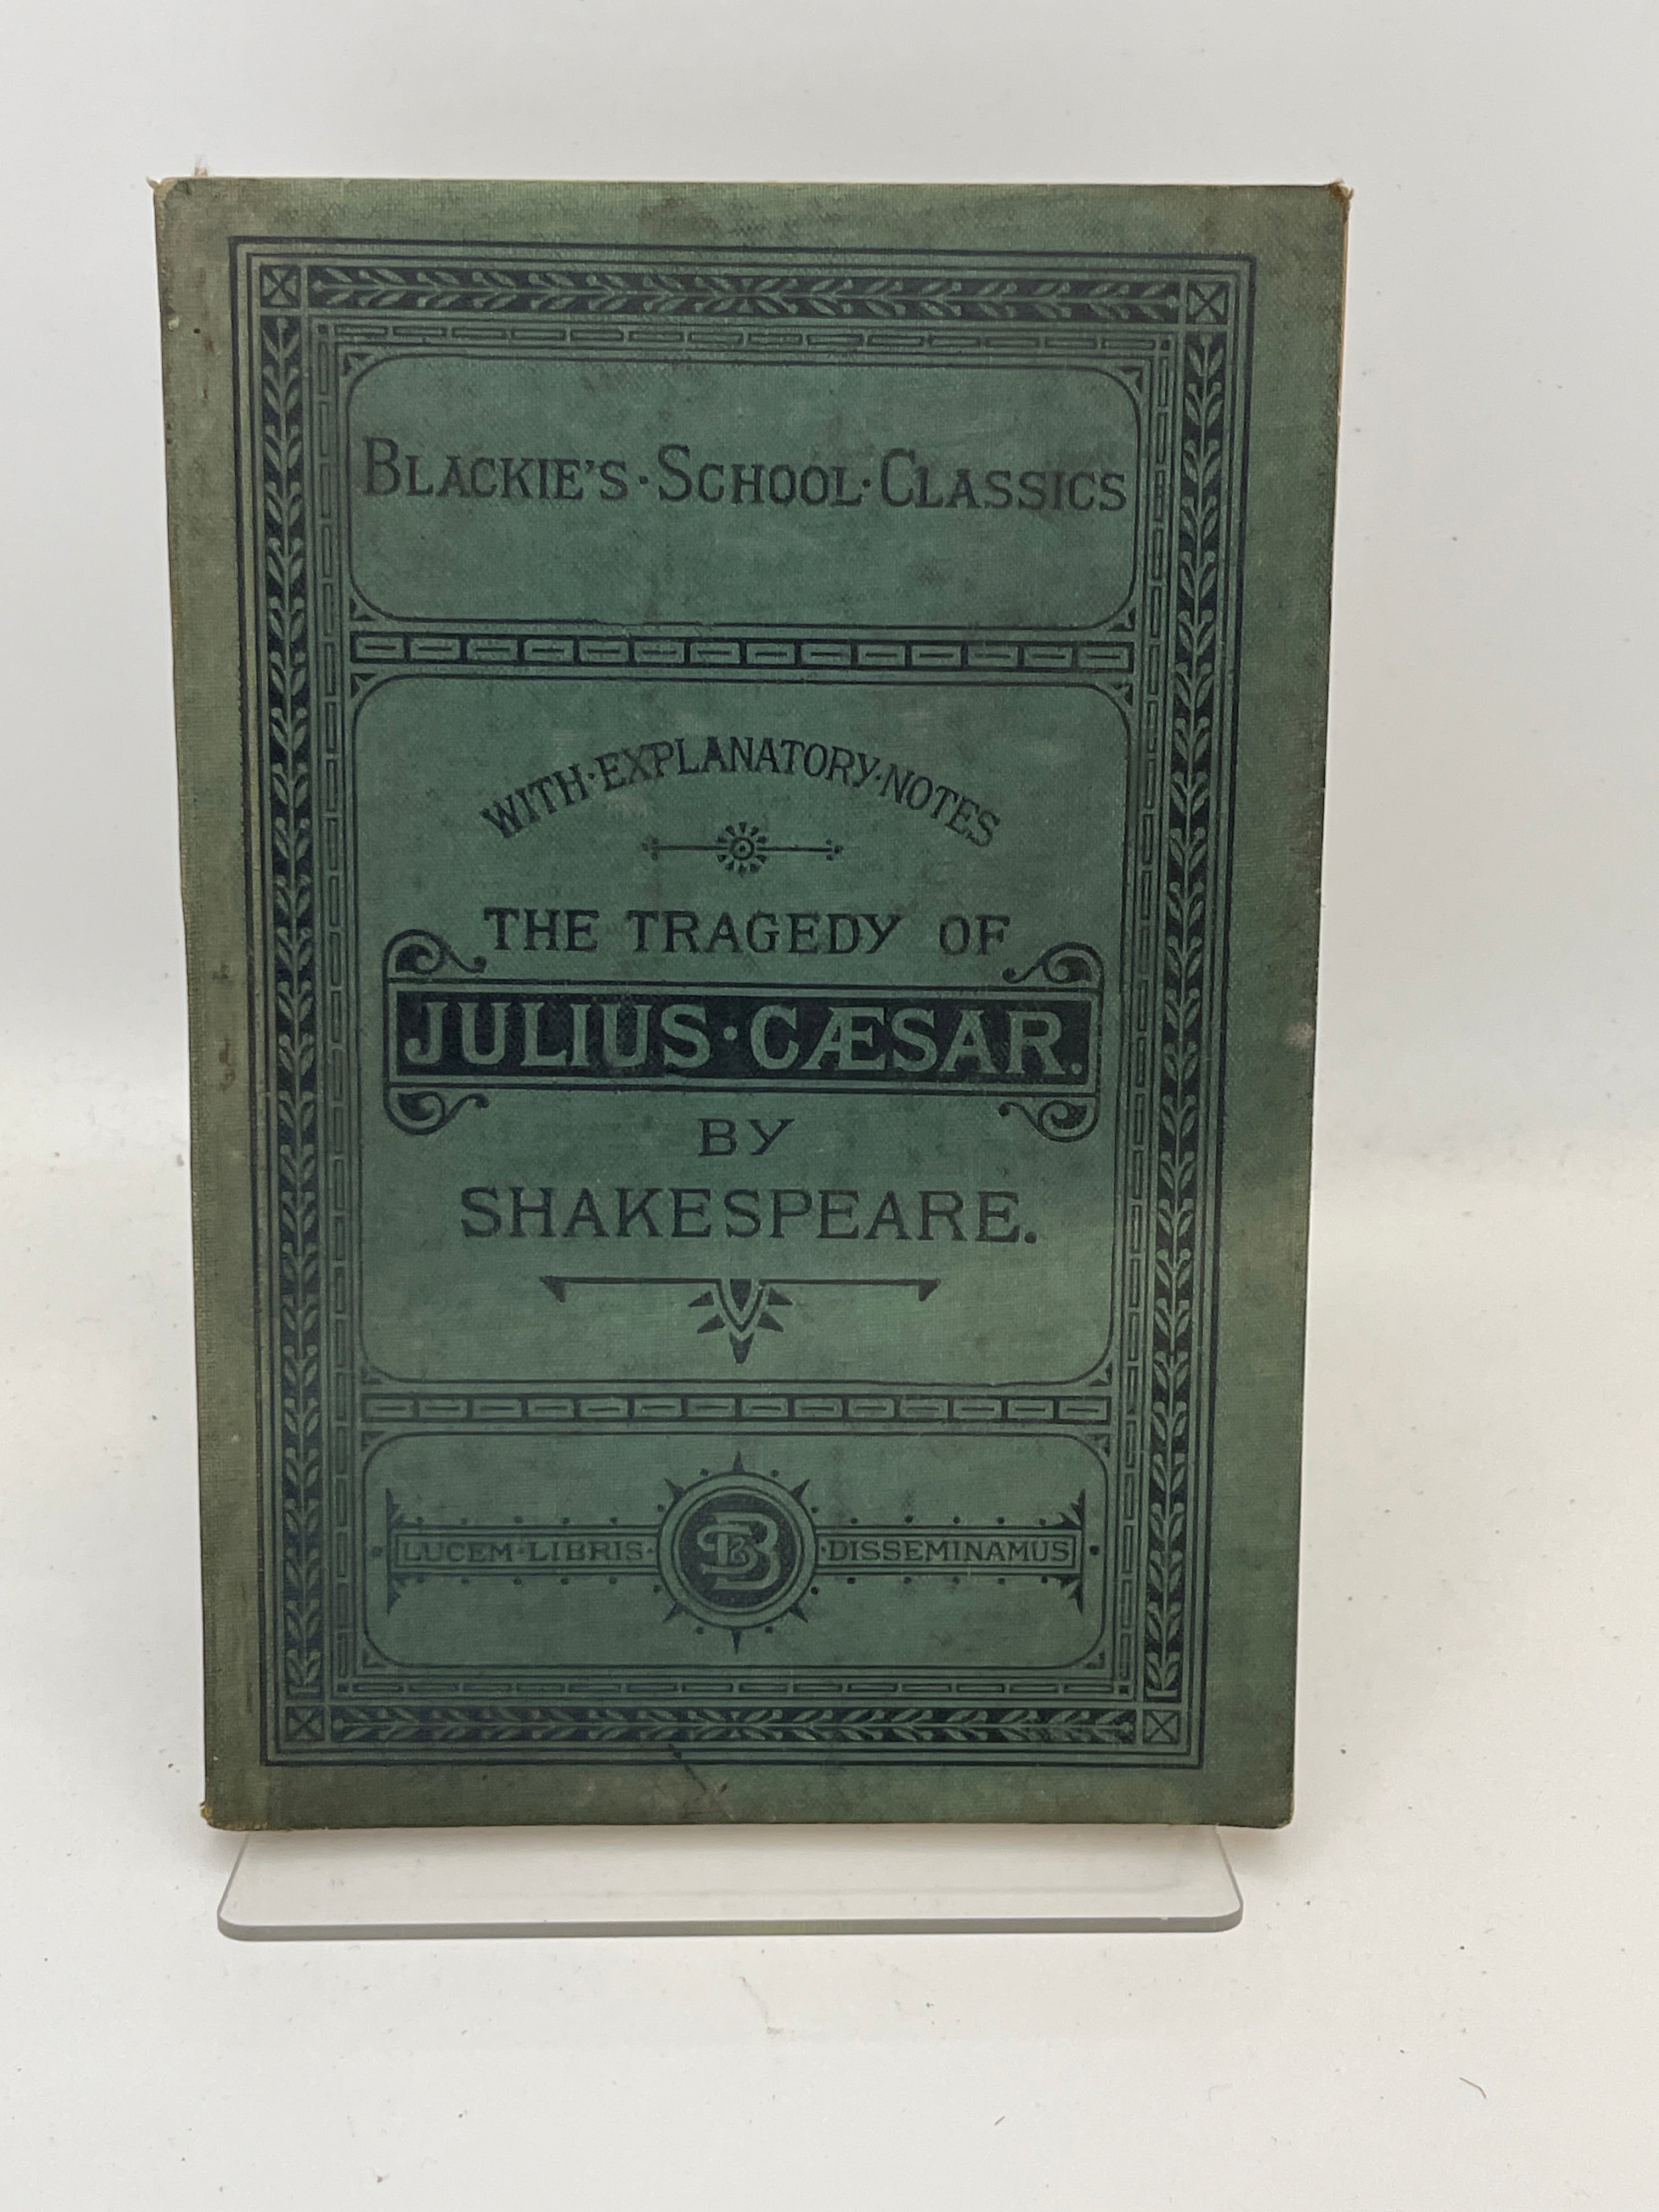 BLACKIE'S·SCHOOL·CLASSICS
WITH·EXPLANATORY·NOTES
THE TRAGEDY OF
JULIUS·CÆSAR.
BY
SHAKESPEARE.
LUCEM·LIBRIS· B ·DISSEMINAMUS